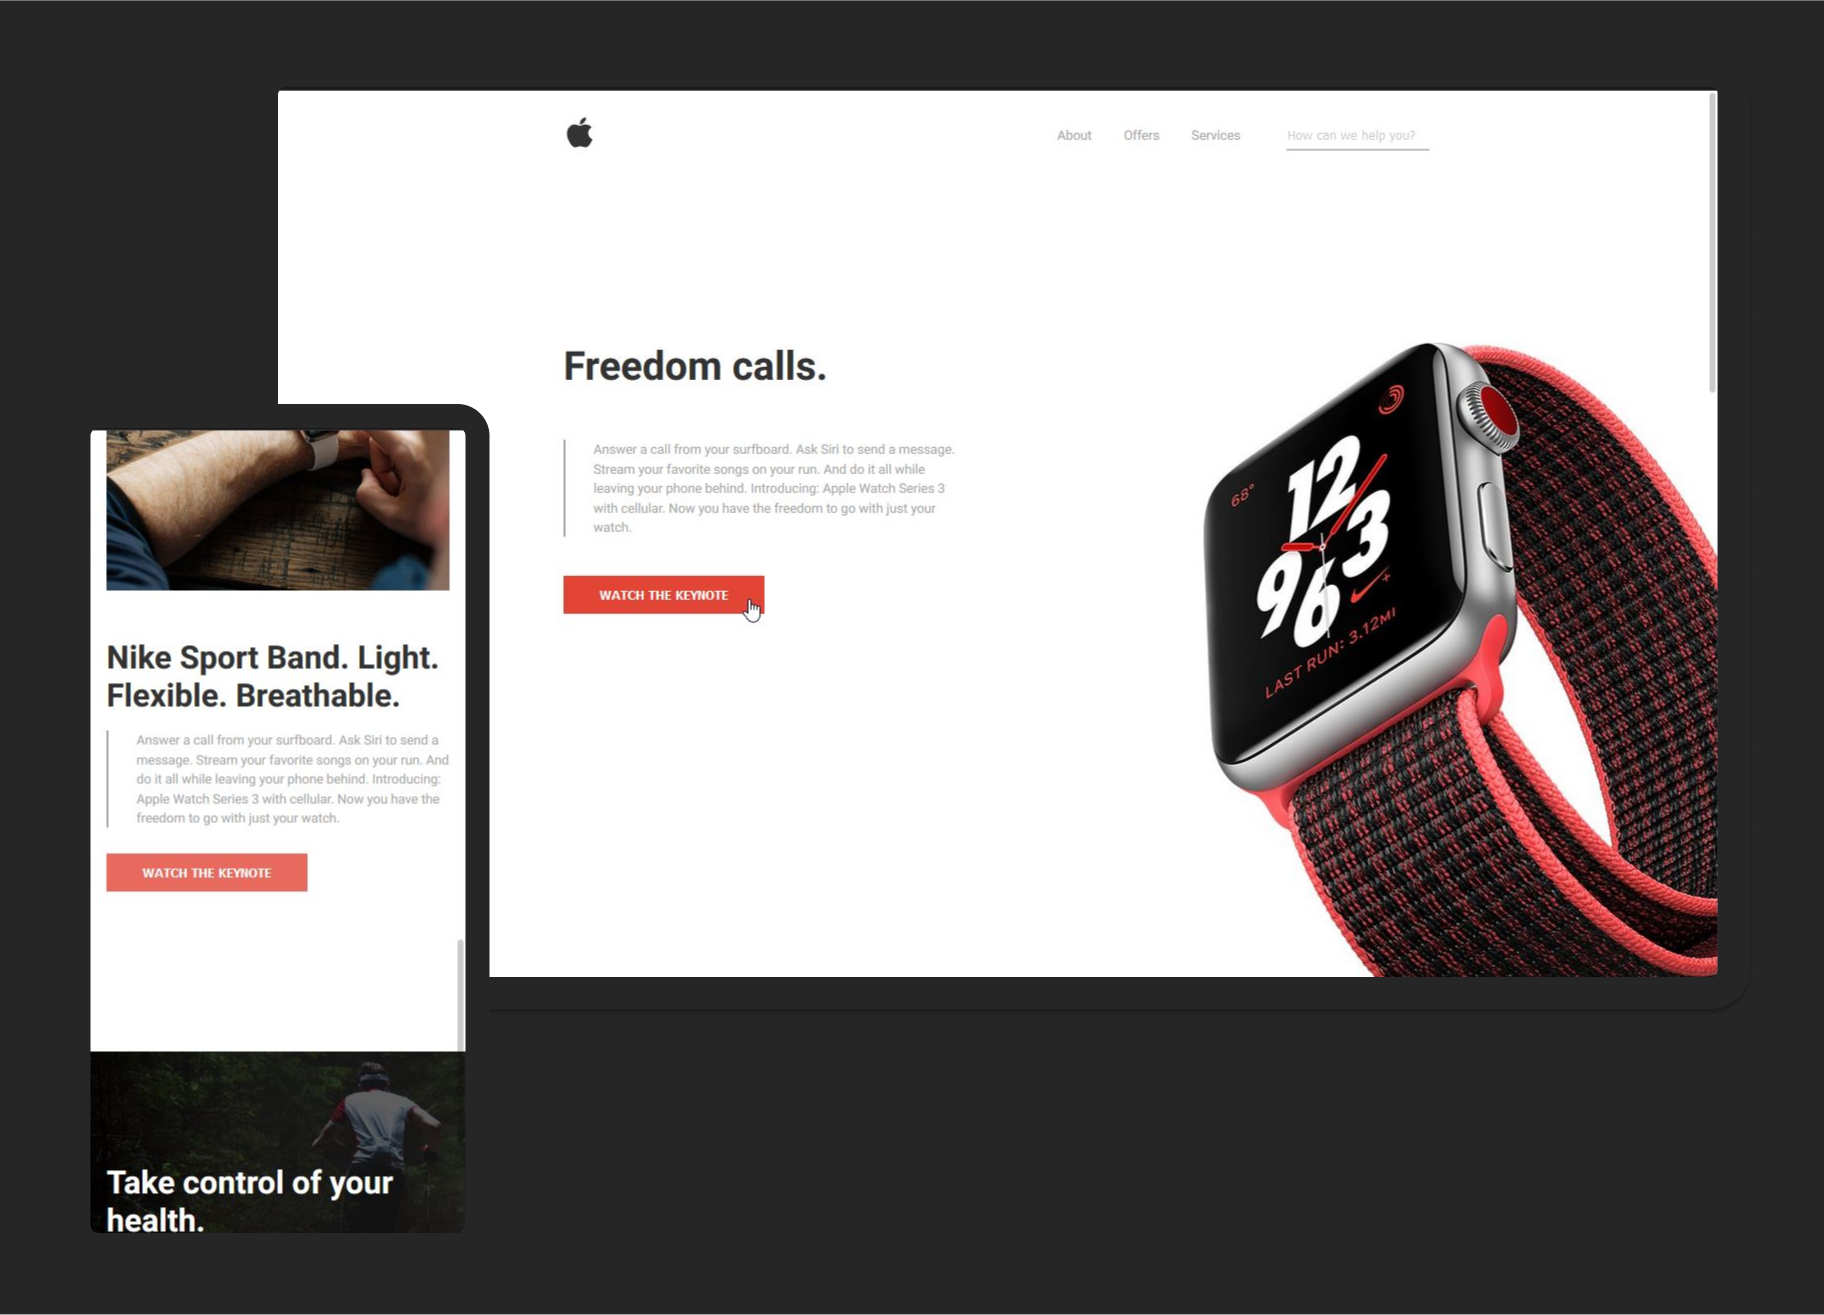 About Offers Services How can we help you?
Freedom calls.
Answer a call from your surfboard. Ask Siri to send a message.
Stream your favorite songs on your run. And do it all while
leaving your phone behind. Introducing: Apple Watch Series 3
with cellular. Now you have the freedom to go with just your
watch.
WATCH THE KEYNOTE
68°
12
3
6
9
LAST RUN: 3.12MI
Nike Sport Band. Light.
Flexible. Breathable.
Answer a call from your surfboard. Ask Siri to send a
message. Stream your favorite songs on your run. And
do it all while leaving your phone behind. Introducing:
Apple Watch Series 3 with cellular. Now you have the
freedom to go with just your watch.
WATCH THE KEYNOTE
Take control of your
health.